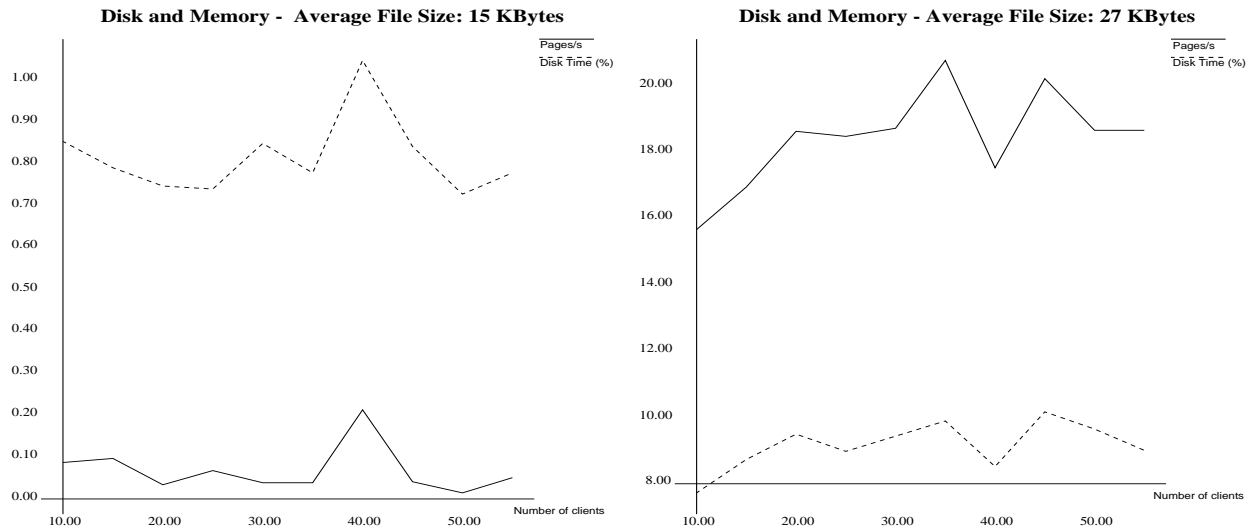 Disk and Memory -  Average File Size: 15 KBytes
Pages/s
Disk Time (%)
1.00
0.90
0.80
0.70
0.60
0.50
0.40
0.30
0.20
0.10
0.00
Number of clients
10.00 20.00 30.00 40.00 50.00
Disk and Memory - Average File Size: 27 KBytes
Pages/s
Disk Time (%)
20.00
18.00
16.00
14.00
12.00
10.00
8.00
Number of clients
10.00 20.00 30.00 40.00 50.00